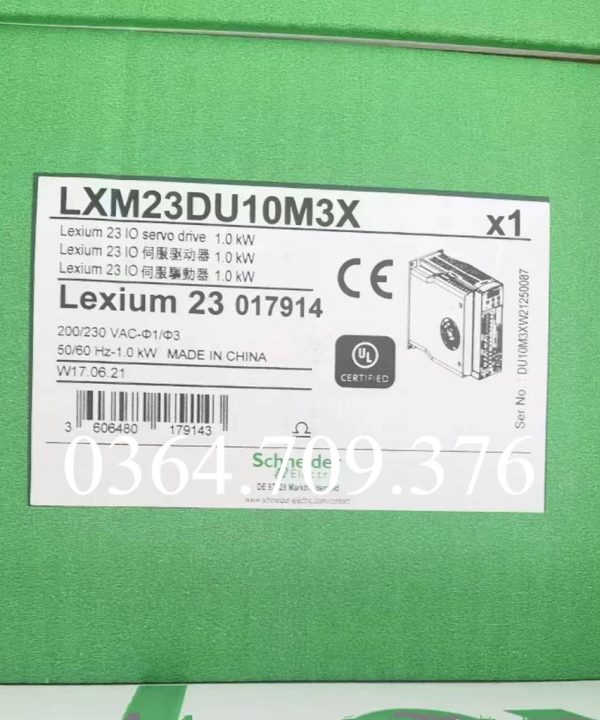 LXM23DU10M3X
x1
Lexium 23 IO servo drive 1.0 kW
Lexium 23 IO 伺服驱动器 1.0 kW
Lexium 23 IO 伺服驅動器 1.0 kW
Lexium 23 017914
CE
200/230 VAC-Φ1/Φ3
50/60 Hz-1.0 kW MADE IN CHINA
W17.06.21
UL
CERTIFIED
Ser No : DU10M3XW21250087
3 606480 179143
0364.709.376
Schneider
Electric